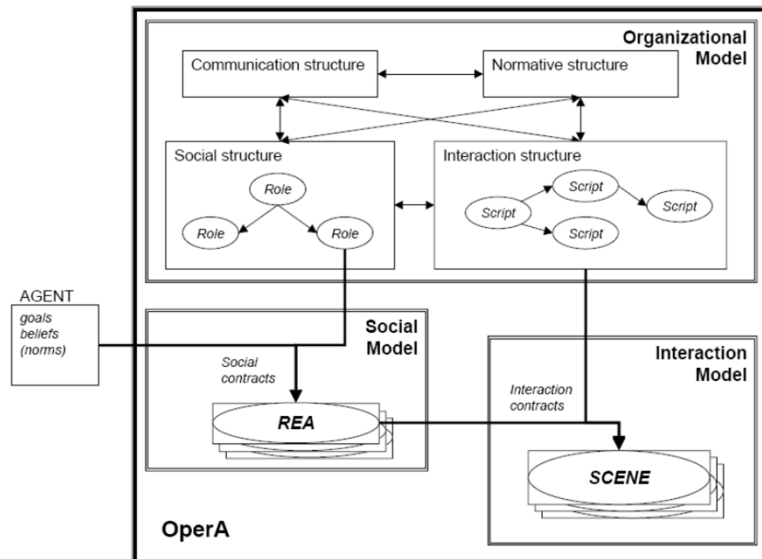 Organizational
Model
Communication structure
Normative structure
Social structure
Role
Role
Role
Interaction structure
Script
Script
Script
Script
AGENT
goals
beliefs
(norms)
Social
Model
Social
contracts
REA
Interaction
Model
Interaction
contracts
SCENE
OperA